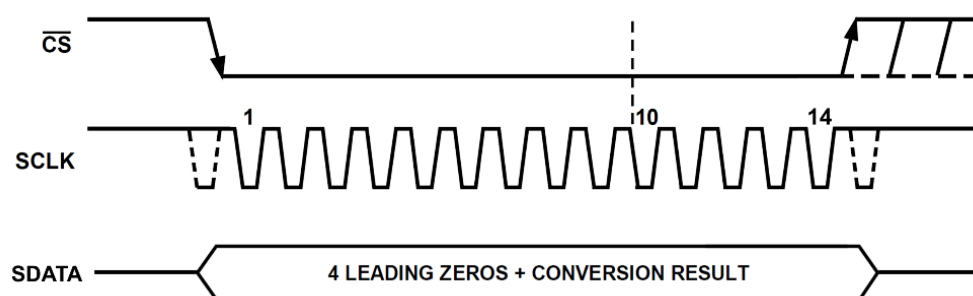 CS
1 10 14
SCLK
SDATA 4 LEADING ZEROS + CONVERSION RESULT